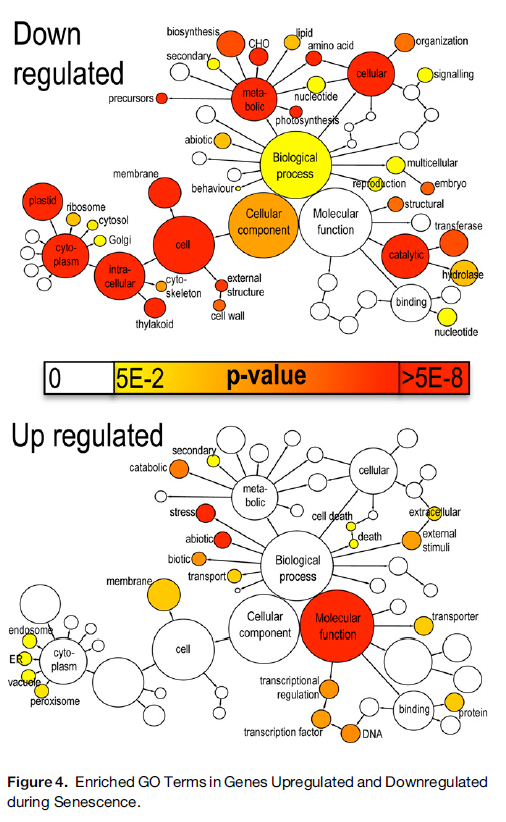 Down
regulated
biosynthesis
lipid
CHO
amino acid
organization
secondary
cellular
signalling
precursors
meta-
bolic
nucleotide
photosynthesis
abiotic
Biological
process
multicellular
membrane
behaviour
reproduction
embryo
plastid
ribosome
cytosol
Golgi
cyto-
plasm
cell
Cellular
component
Molecular
function
structural
transferase
catalytic
hydrolase
intra-
cellular
cyto-
skeleton
external
structure
binding
thylakoid
cell wall
nucleotide
0
5E-2
p-value
>5E-8
Up regulated
secondary
catabolic
cellular
meta-
bolic
stress
cell death
extracellular
abiotic
death
external
stimuli
biotic
Biological
process
transport
membrane
endosome
Cellular
component
Molecular
function
transporter
ER
cyto-
plasm
cell
vacuole
peroxisome
transcriptional
regulation
binding
protein
transcription factor
DNA
Figure 4. Enriched GO Terms in Genes Upregulated and Downregulated
during Senescence.